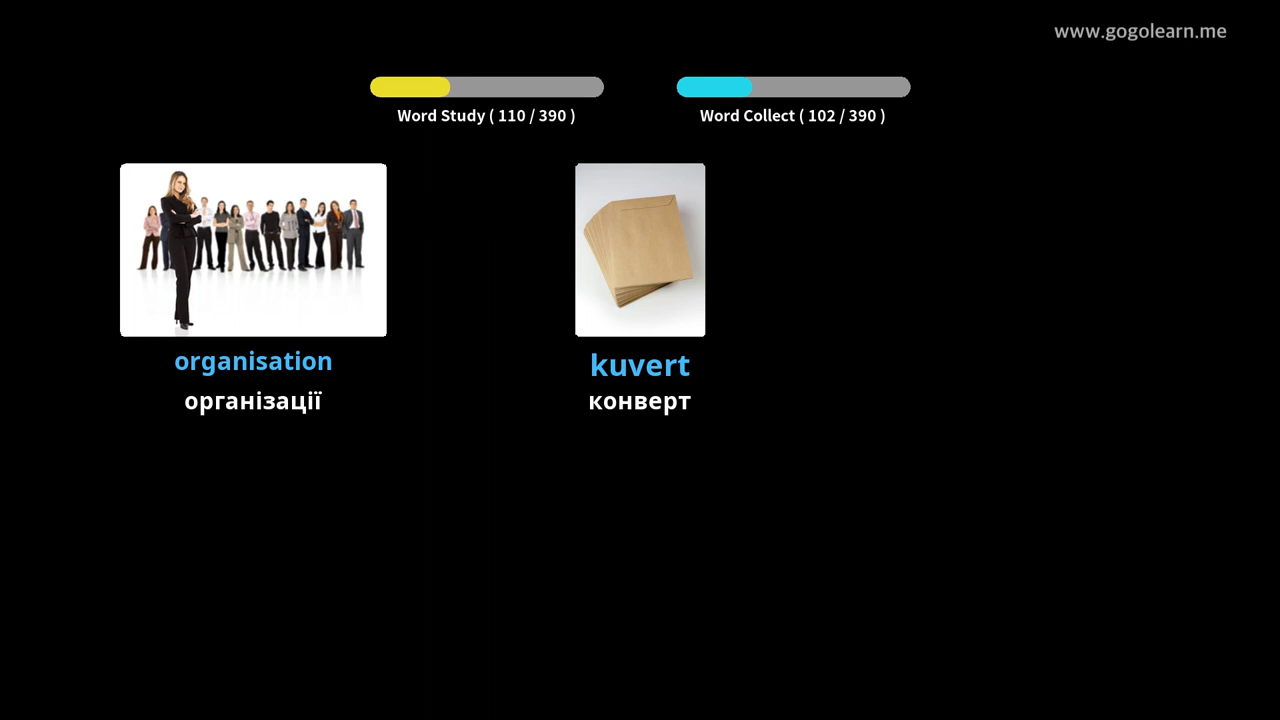 www.gogolearn.me
Word Study ( 110 / 390 )
Word Collect ( 102 / 390 )
organisation
організації
kuvert
конверт